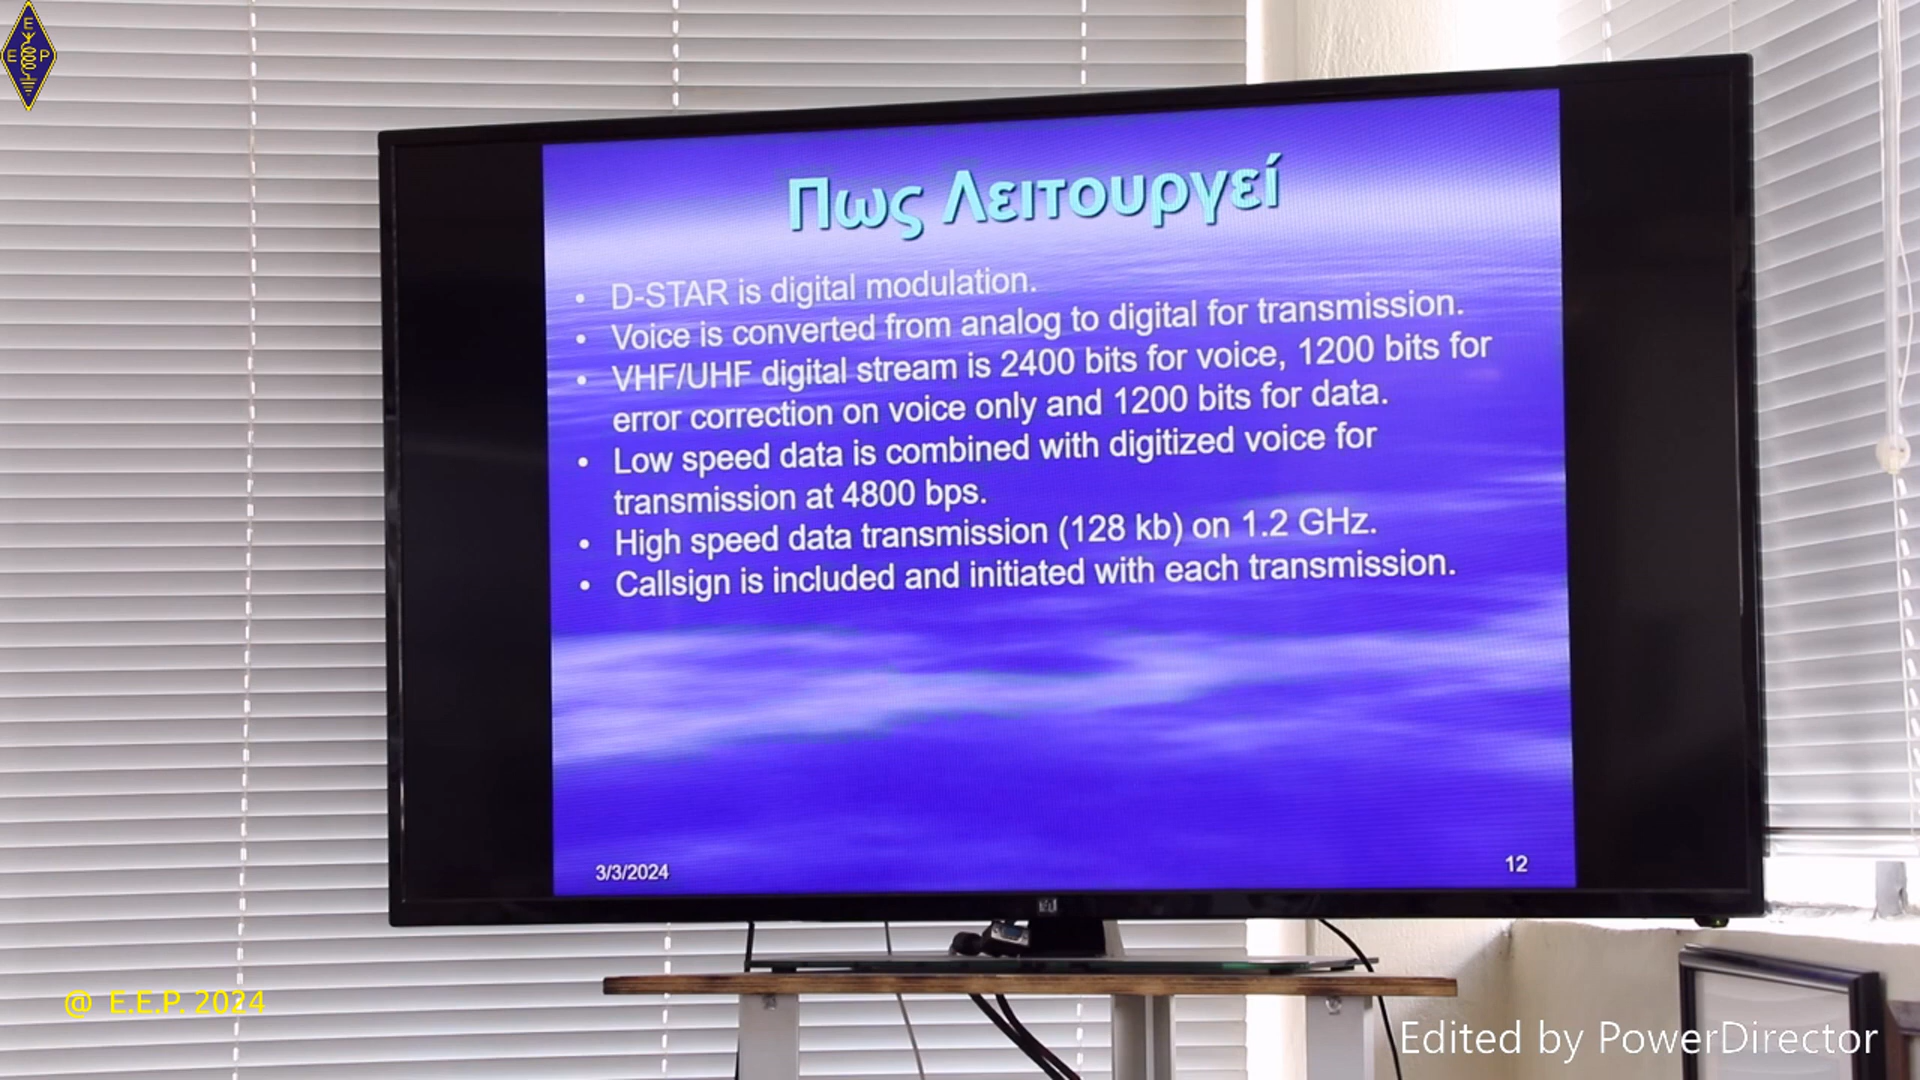 E
E P
Πως Λειτουργεί
• D-STAR is digital modulation.
• Voice is converted from analog to digital for transmission.
• VHF/UHF digital stream is 2400 bits for voice, 1200 bits for
error correction on voice only and 1200 bits for data.
• Low speed data is combined with digitized voice for
transmission at 4800 bps.
• High speed data transmission (128 kb) on 1.2 GHz.
• Callsign is included and initiated with each transmission.
3/3/2024
12
@ E.E.P. 2024
Edited by PowerDirector